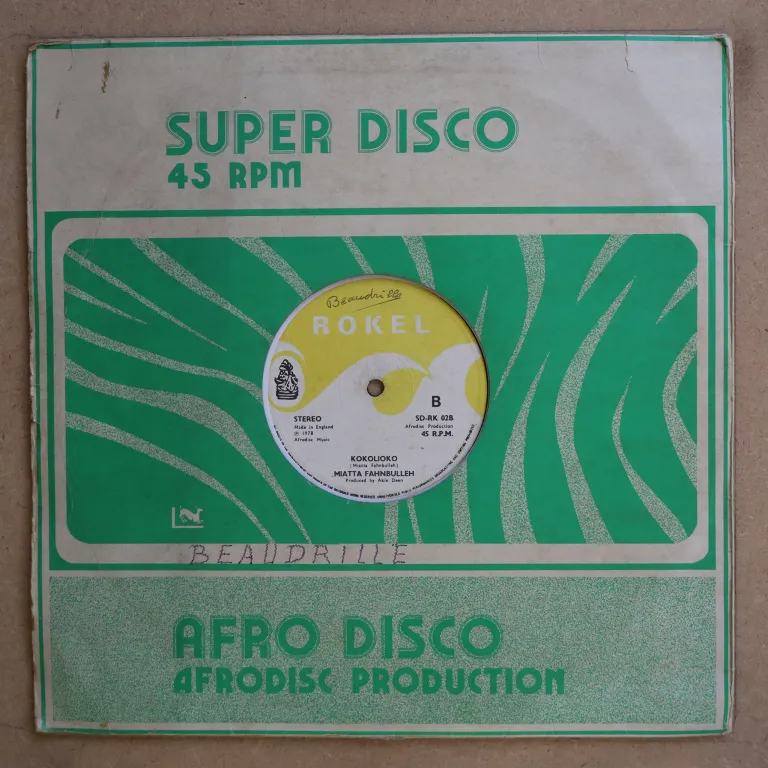 SUPER DISCO
45 RPM
Beaudrille
ROKEL
B
STEREO
Made in England
℗ 1978
Afrodisc Music
SD-RK 02B
Afrodisc Production
45 R.P.M.
KOKOLIOKO
(Miatta Fahnbulleh)
MIATTA FAHNBULLEH
Produced by Akie Deen
BEAUDRILLE
AFRO DISCO
AFRODISC PRODUCTION